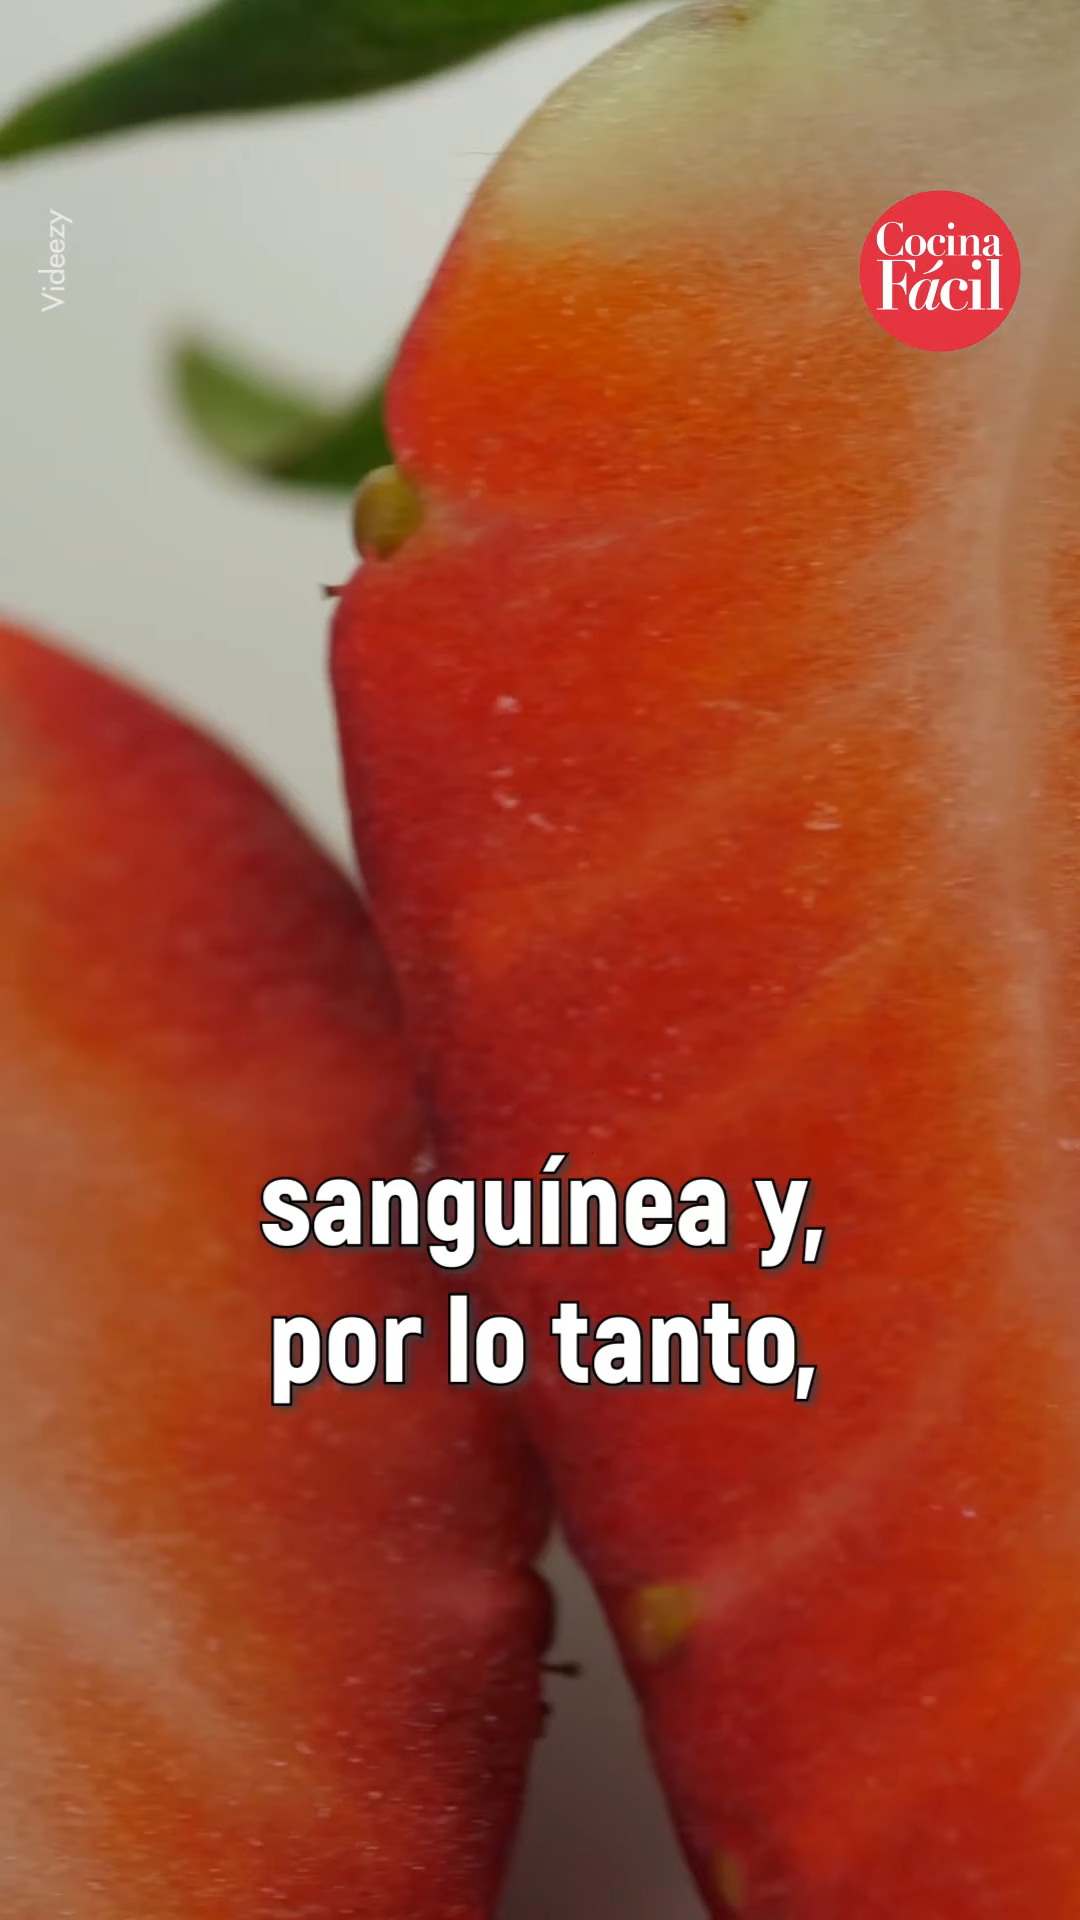 Videezy
Cocina
Fácil
sanguínea y,
por lo tanto,